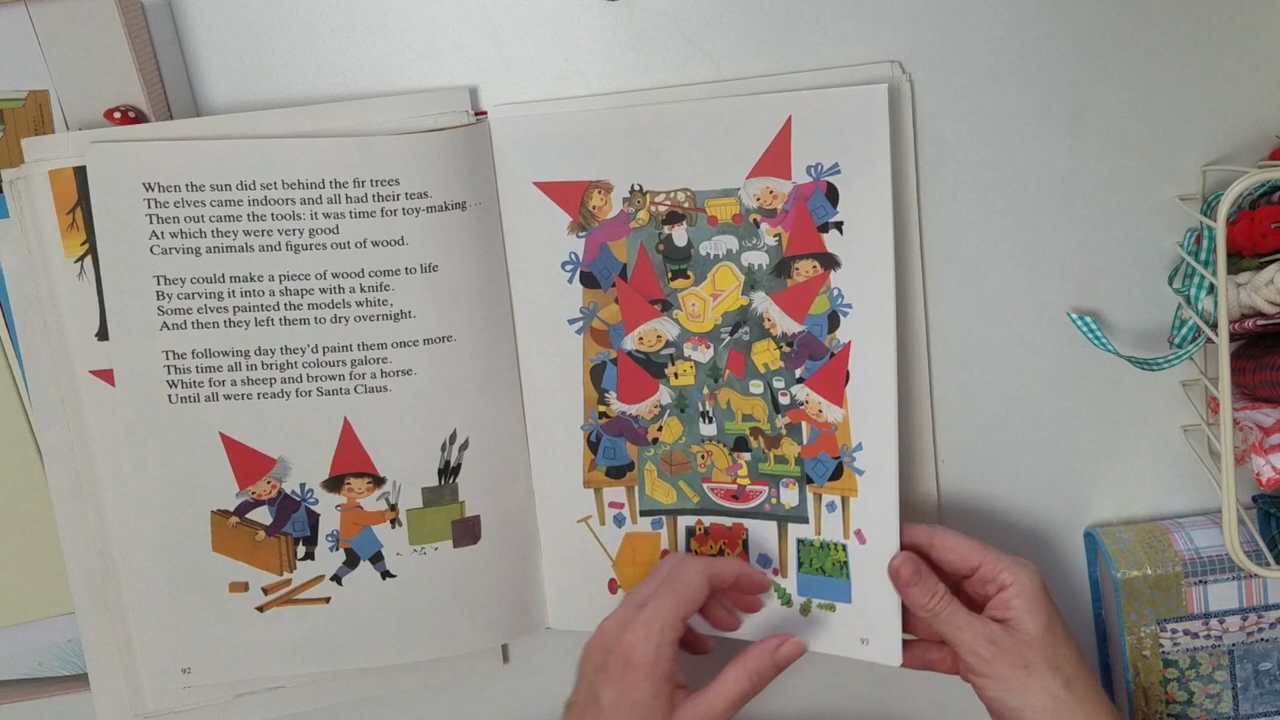 When the sun did set behind the fir trees
The elves came indoors and all had their teas.
Then out came the tools: it was time for toy-making...
At which they were very good
Carving animals and figures out of wood.
They could make a piece of wood come to life
By carving it into a shape with a knife.
Some elves painted the models white,
And then they left them to dry overnight.
The following day they'd paint them once more.
This time all in bright colours galore.
White for a sheep and brown for a horse.
Until all were ready for Santa Claus.
92
93